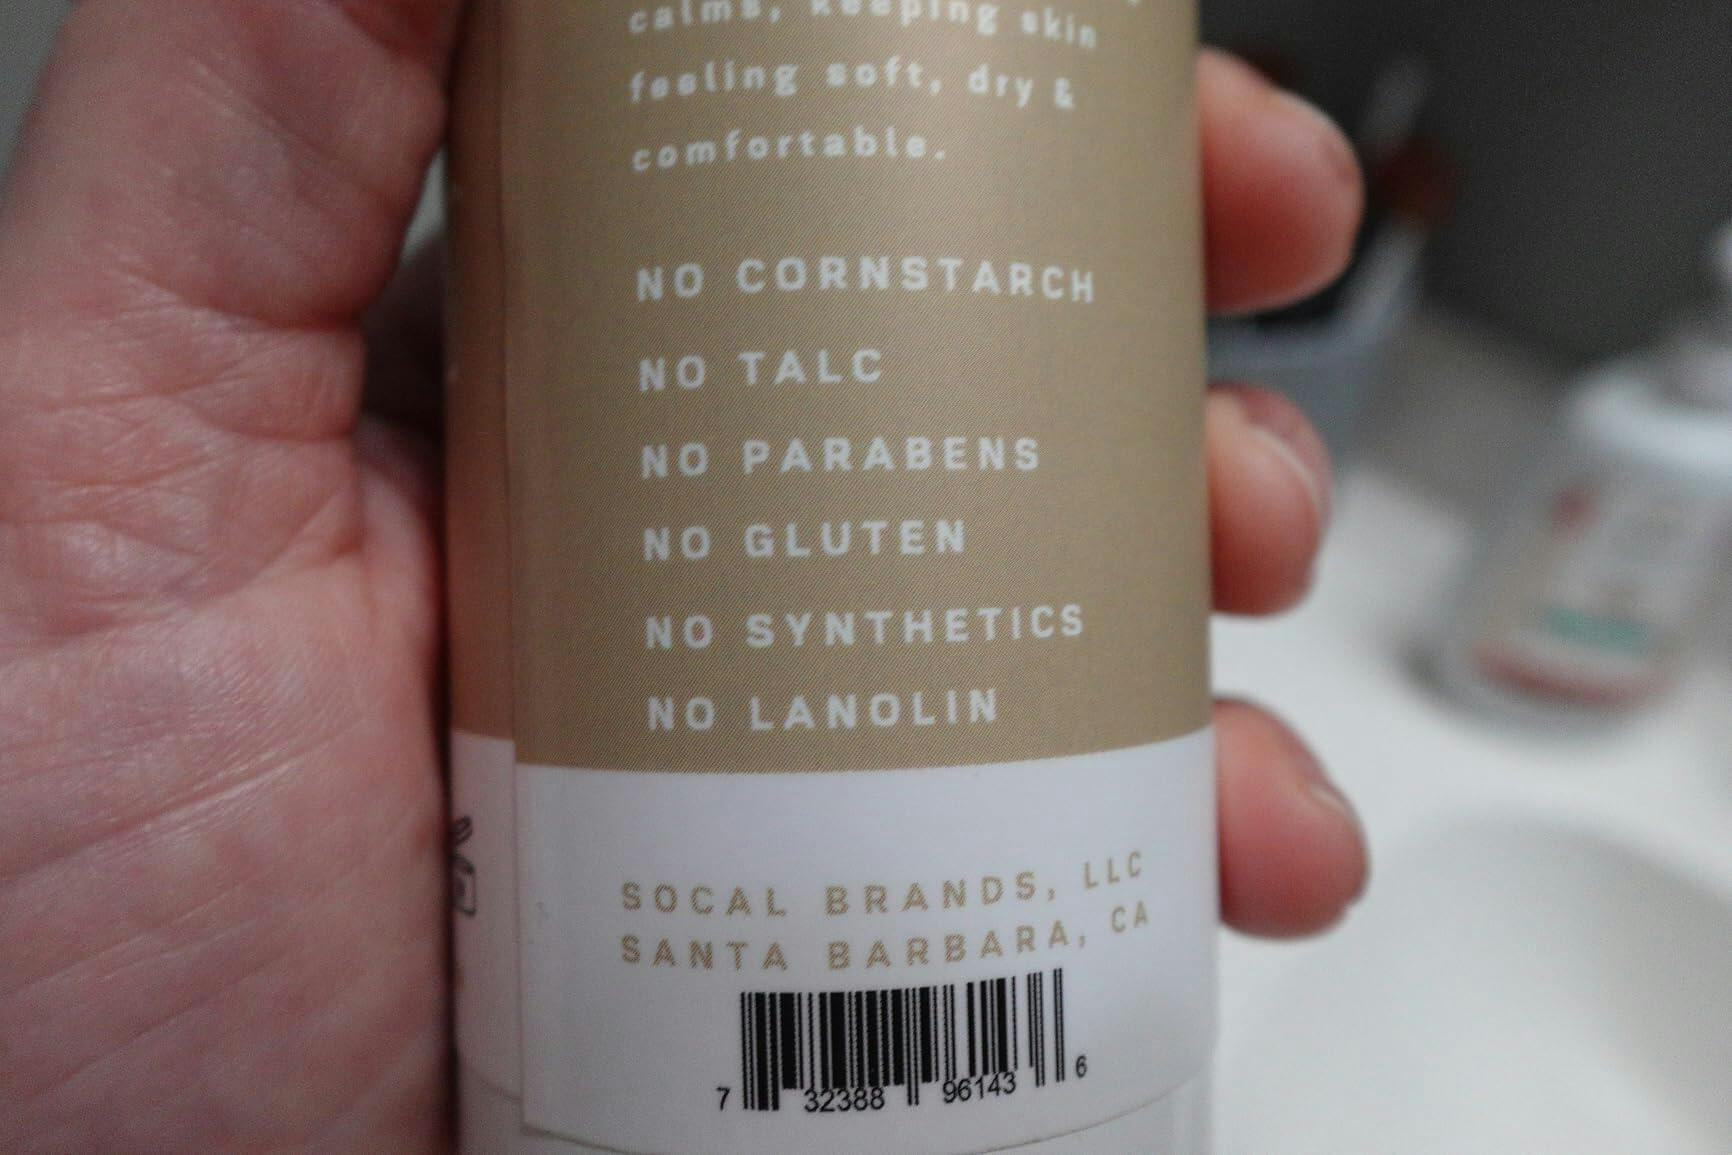 calms, keeping skin
feeling soft, dry &
comfortable.
NO CORNSTARCH
NO TALC
NO PARABENS
NO GLUTEN
NO SYNTHETICS
NO LANOLIN
SOCAL BRANDS, LLC
SANTA BARBARA, CA
7 32388 96143 6